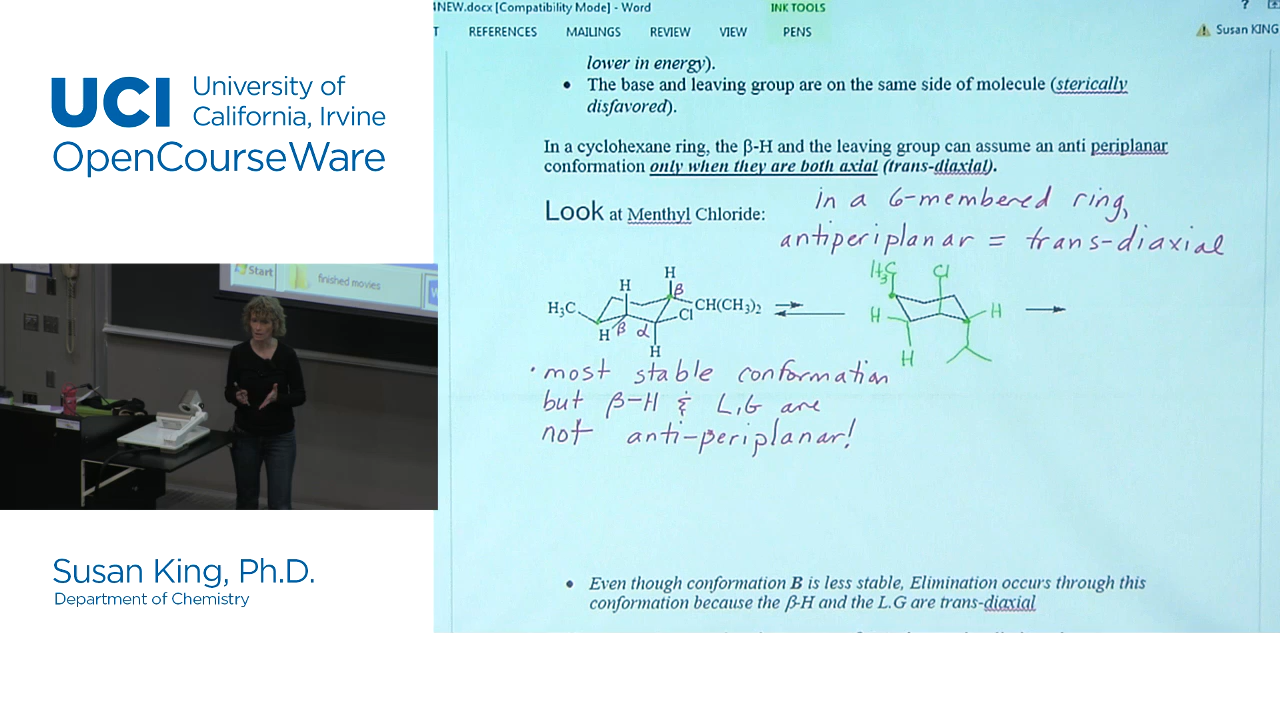 4NEW.docx [Compatibility Mode] - Word
INK TOOLS
?
T REFERENCES MAILINGS REVIEW VIEW PENS
Susan KING
UCI University of
California, Irvine
OpenCourseWare
lower in energy).
• The base and leaving group are on the same side of molecule (sterically
disfavored).
In a cyclohexane ring, the β-H and the leaving group can assume an anti periplanar
conformation only when they are both axial (trans-diaxial).
in a 6-membered ring,
Look at Menthyl Chloride:
antiperiplanar = trans-diaxial
H H β H₃C Cl
H₃C CH(CH₃)₂ Cl H β α H
H H H
• most stable conformation
but β-H & L.G are
not anti-periplanar!
Start
finished movies
W
Susan King, Ph.D.
Department of Chemistry
• Even though conformation B is less stable, Elimination occurs through this
conformation because the β-H and the L.G are trans-diaxial